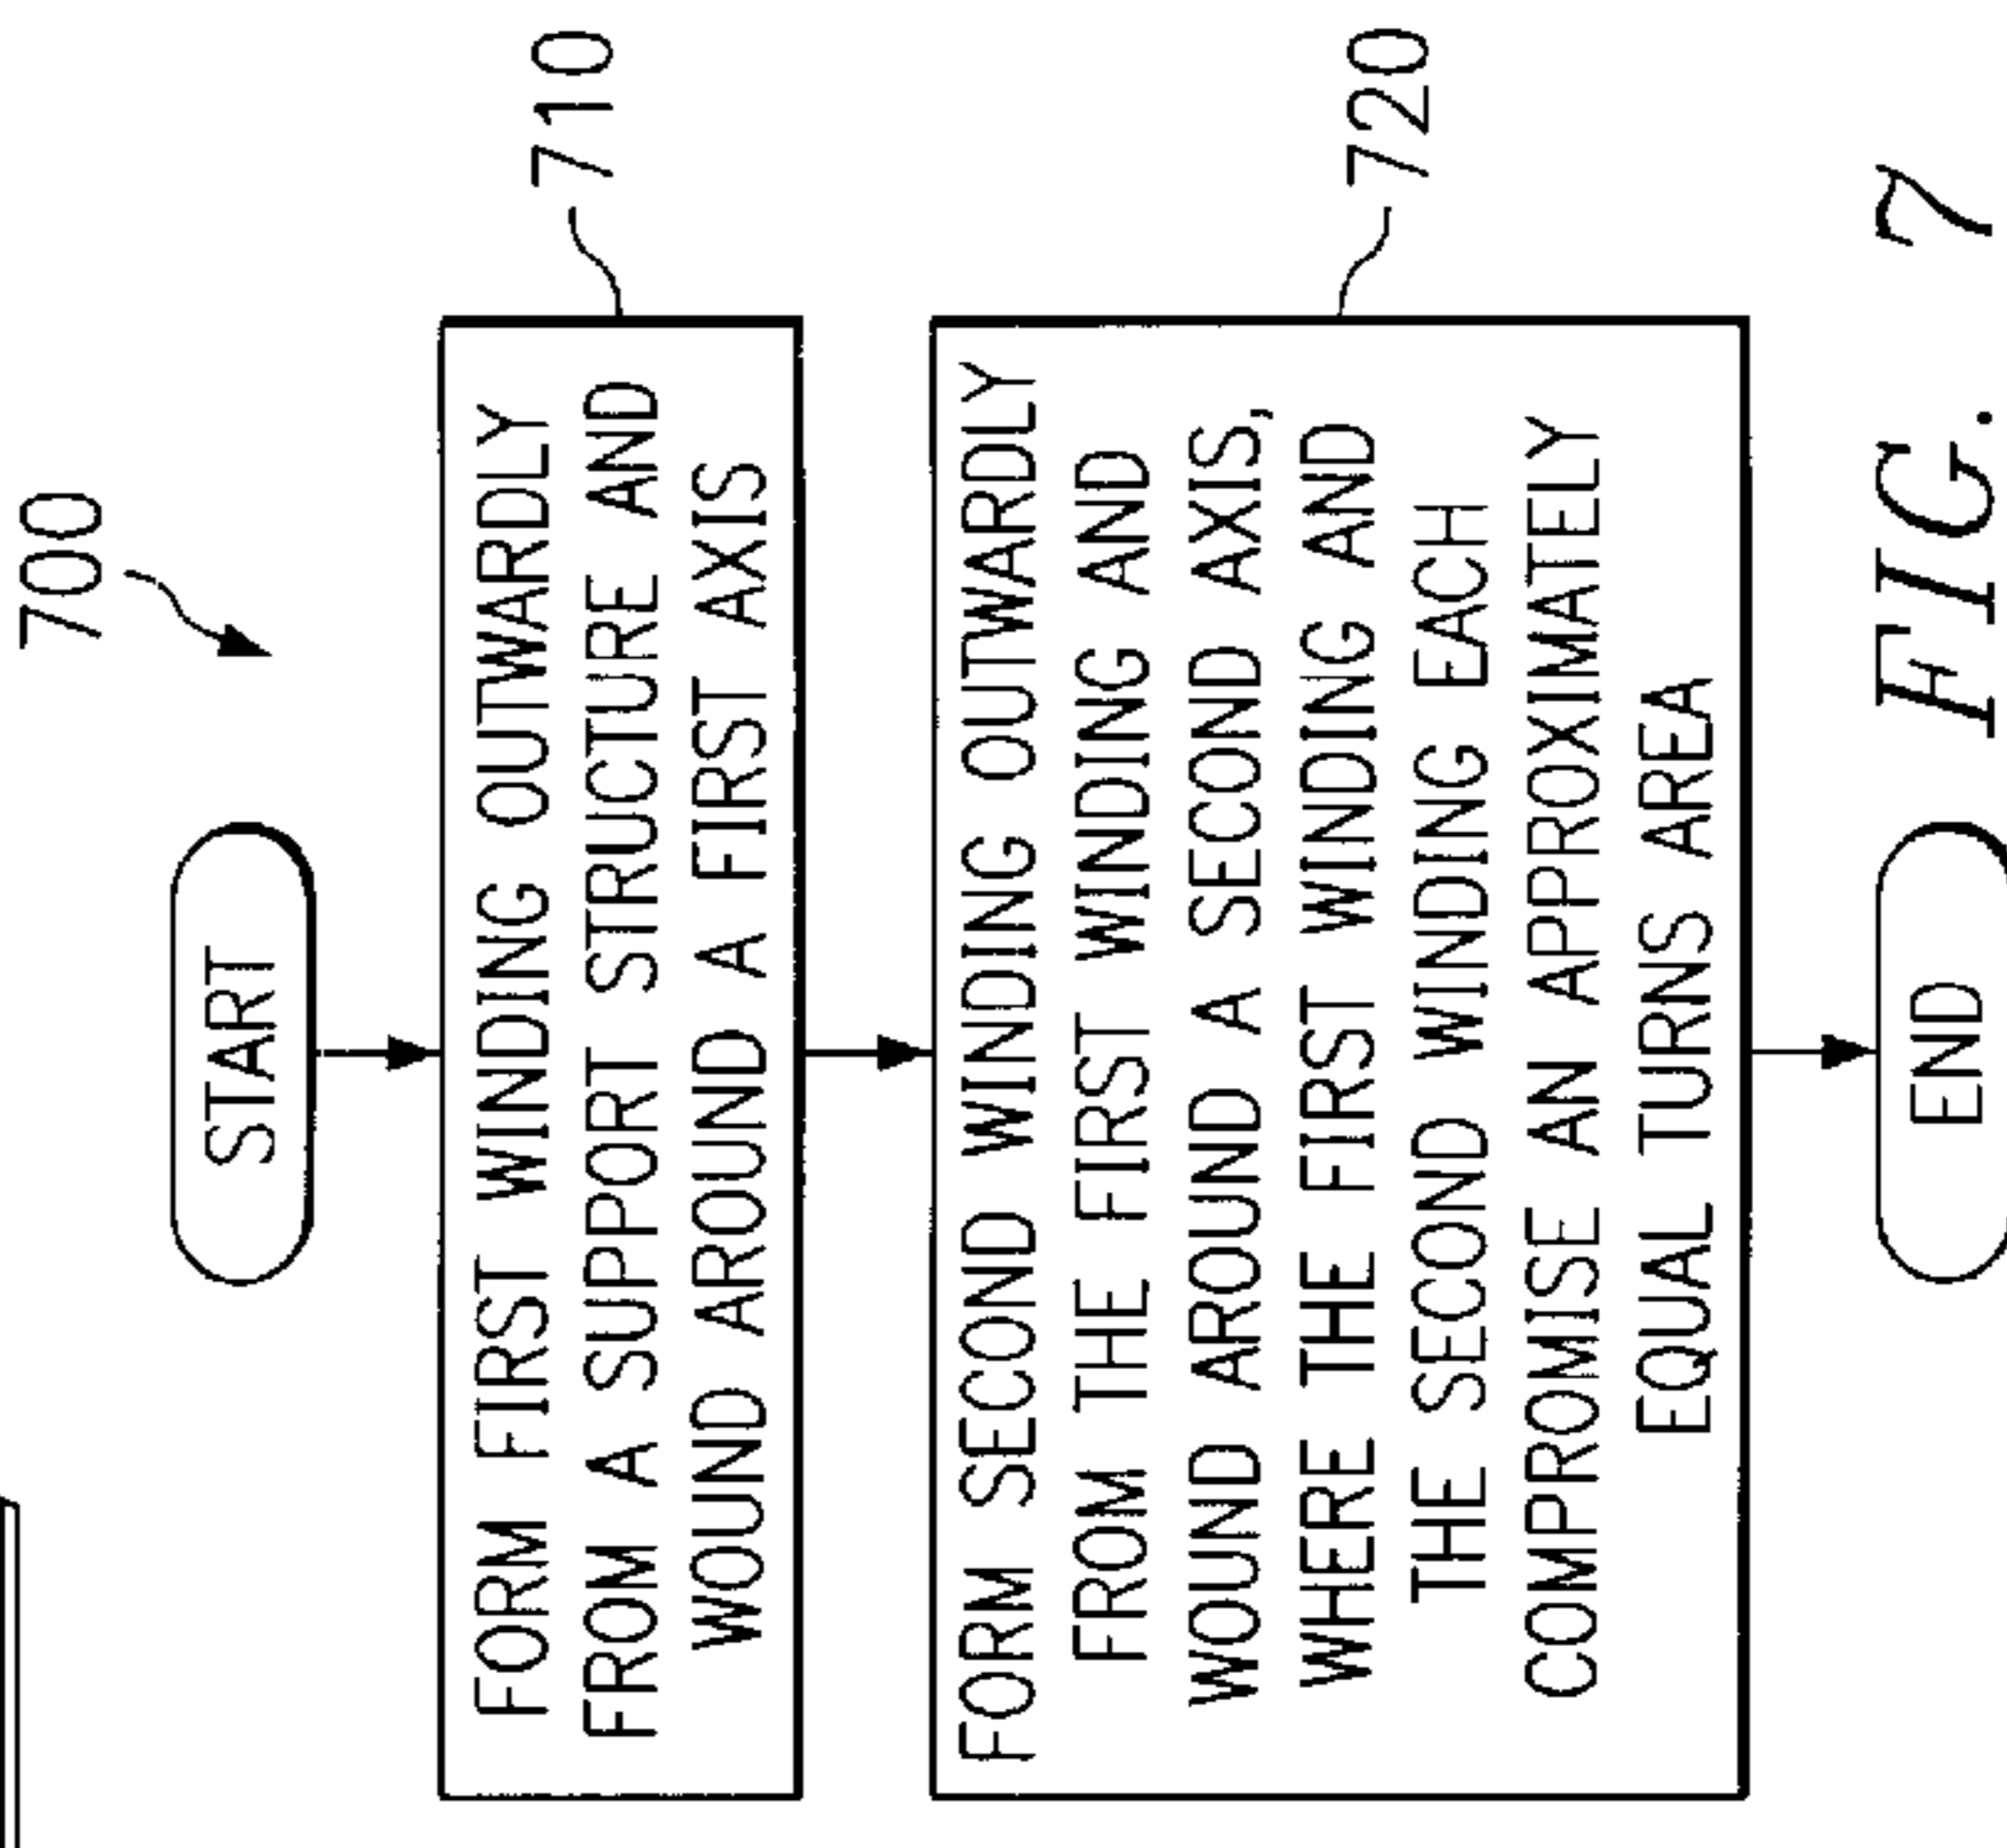 700
START
FORM FIRST WINDING OUTWARDLY
FROM A SUPPORT STRUCTURE AND
WOUND AROUND A FIRST AXIS
710
FORM SECOND WINDING OUTWARDLY
FROM THE FIRST WINDING AND
WOUND AROUND A SECOND AXIS,
WHERE THE FIRST WINDING AND
THE SECOND WINDING EACH
COMPROMISE AN APPROXIMATELY
EQUAL TURNS AREA
720
END
FIG. 7